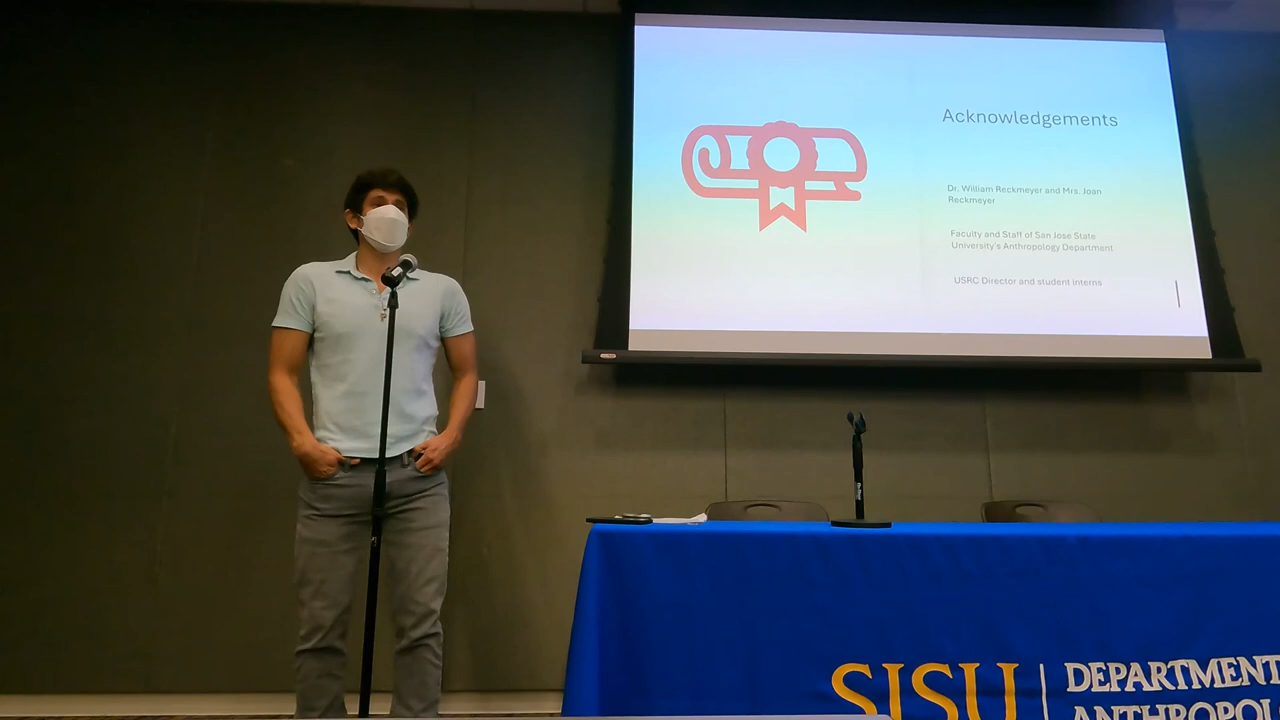 Acknowledgements
Dr. William Reckmeyer and Mrs. Joan
Reckmeyer
Faculty and Staff of San Jose State
University's Anthropology Department
USRC Director and student interns
SJSU
DEPARTMENT
ANTHROPOL